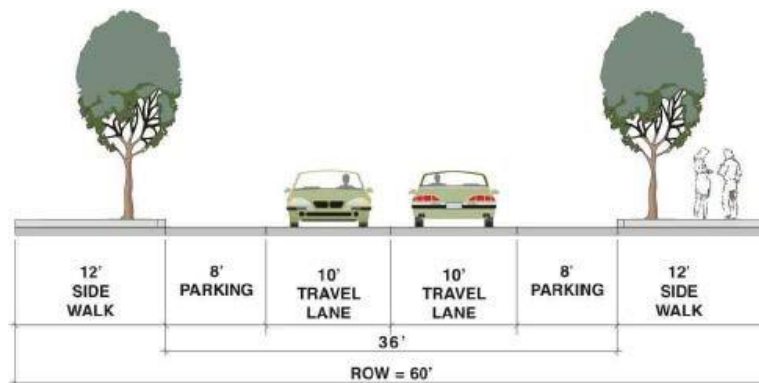 12'
SIDE
WALK
8'
PARKING
10'
TRAVEL
LANE
10'
TRAVEL
LANE
8'
PARKING
12'
SIDE
WALK
36'
ROW = 60'